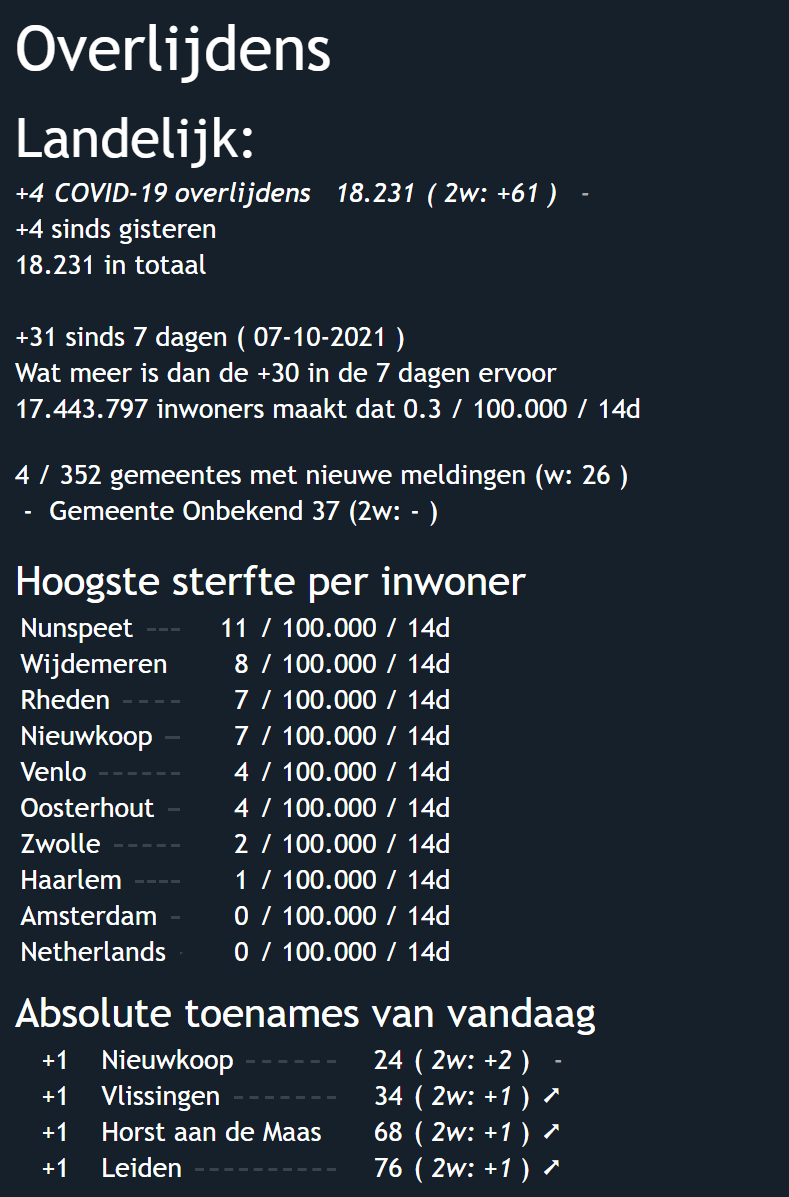 Overlijdens
Landelijk:
+4 COVID-19 overlijdens 18.231 ( 2w: +61 ) -
+4 sinds gisteren
18.231 in totaal
+31 sinds 7 dagen ( 07-10-2021 )
Wat meer is dan de +30 in de 7 dagen ervoor
17.443.797 inwoners maakt dat 0.3 / 100.000 / 14d
4 / 352 gemeentes met nieuwe meldingen (w: 26 )
- Gemeente Onbekend 37 (2w: - )
Hoogste sterfte per inwoner
Nunspeet --- 11 / 100.000 / 14d
Wijdemeren 8 / 100.000 / 14d
Rheden ---- 7 / 100.000 / 14d
Nieuwkoop - 7 / 100.000 / 14d
Venlo ------ 4 / 100.000 / 14d
Oosterhout - 4 / 100.000 / 14d
Zwolle ----- 2 / 100.000 / 14d
Haarlem ---- 1 / 100.000 / 14d
Amsterdam - 0 / 100.000 / 14d
Netherlands - 0 / 100.000 / 14d
Absolute toenames van vandaag
+1 Nieuwkoop ------ 24 ( 2w: +2 ) -
+1 Vlissingen ------- 34 ( 2w: +1 ) ➚
+1 Horst aan de Maas 68 ( 2w: +1 ) ➚
+1 Leiden ---------- 76 ( 2w: +1 ) ➚